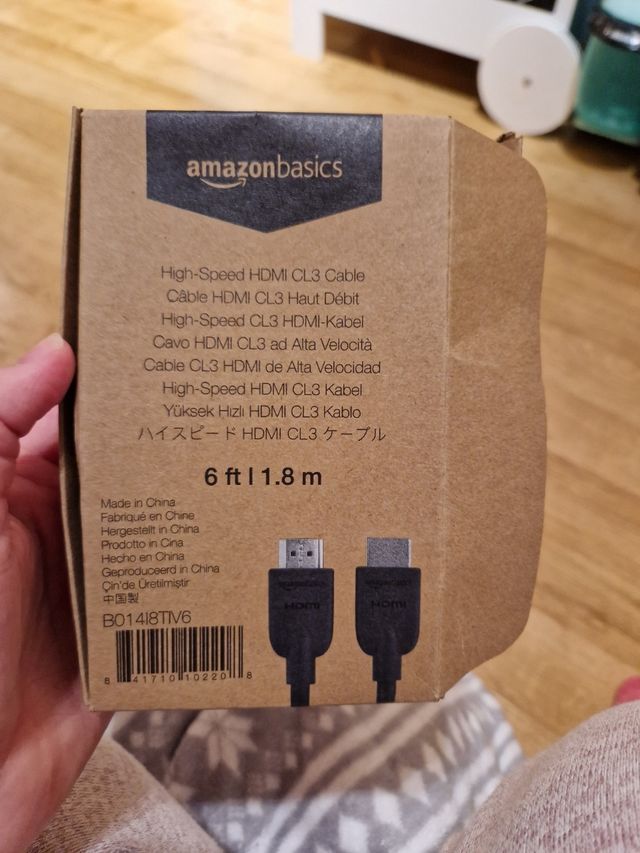 amazonbasics
High-Speed HDMI CL3 Cable
Câble HDMI CL3 Haut Débit
High-Speed CL3 HDMI-Kabel
Cavo HDMI CL3 ad Alta Velocità
Cable CL3 HDMI de Alta Velocidad
High-Speed HDMI CL3 Kabel
Yüksek Hızlı HDMI CL3 Kablo
ハイスピード HDMI CL3 ケーブル
6 ft | 1.8 m
Made in China
Fabriqué en Chine
Hergestellt in China
Prodotto in Cina
Hecho en China
Geproduceerd in China
Çin'de Üretilmiştir
中国製
B014I8TIV6
8 41710 10220 8
HDMI HDMI